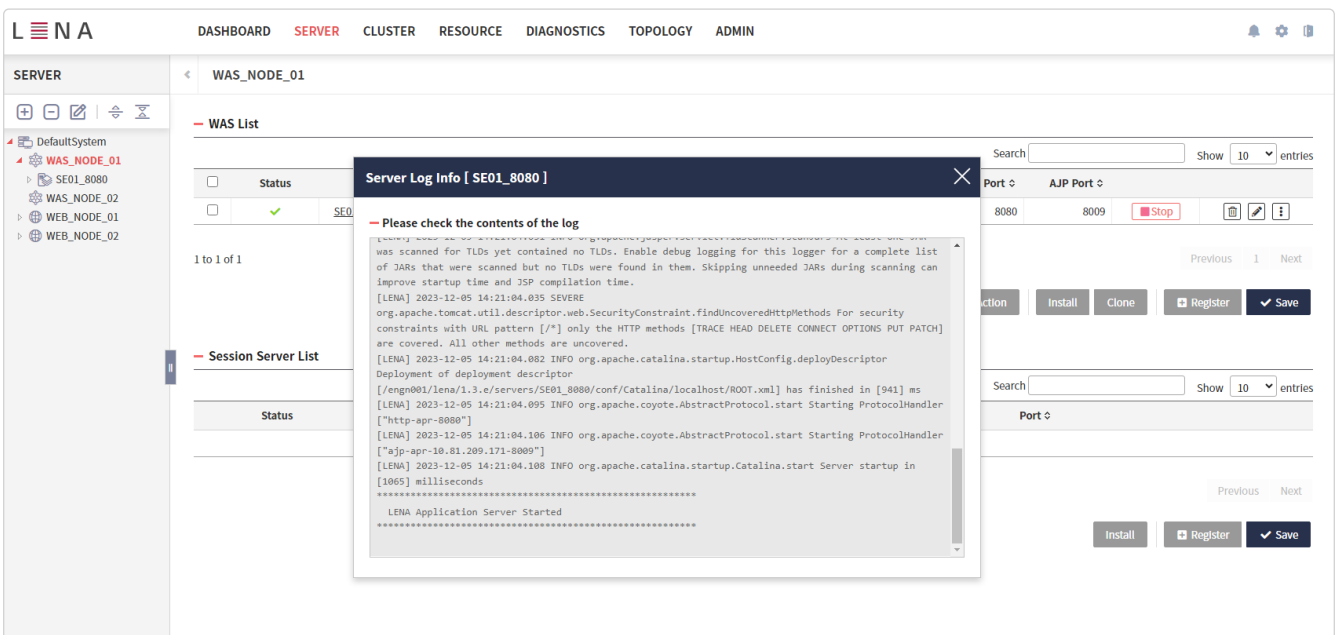 LENA
DASHBOARD SERVER CLUSTER RESOURCE DIAGNOSTICS TOPOLOGY ADMIN
SERVER
WAS_NODE_01
DefaultSystem
WAS_NODE_01
SE01_8080
WAS_NODE_02
WEB_NODE_01
WEB_NODE_02
WAS List
Search Show 10 entries
Status Port AJP Port
SE0 8080 8009 Stop
1 to 1 of 1
Previous 1 Next
ction Install Clone Register Save
Session Server List
Search Show 10 entries
Status Port
Previous Next
Install Register Save
Server Log Info [ SE01_8080 ]
Please check the contents of the log
was scanned for TLDs yet contained no TLDs. Enable debug logging for this logger for a complete list
of JARs that were scanned but no TLDs were found in them. Skipping unneeded JARs during scanning can
improve startup time and JSP compilation time.
[LENA] 2023-12-05 14:21:04.035 SEVERE
org.apache.tomcat.util.descriptor.web.SecurityConstraint.findUncoveredHttpMethods For security
constraints with URL pattern [/*] only the HTTP methods [TRACE HEAD DELETE CONNECT OPTIONS PUT PATCH]
are covered. All other methods are uncovered.
[LENA] 2023-12-05 14:21:04.082 INFO org.apache.catalina.startup.HostConfig.deployDescriptor
Deployment of deployment descriptor
[/engn001/lena/1.3.e/servers/SE01_8080/conf/Catalina/localhost/ROOT.xml] has finished in [941] ms
[LENA] 2023-12-05 14:21:04.095 INFO org.apache.coyote.AbstractProtocol.start Starting ProtocolHandler
["http-apr-8080"]
[LENA] 2023-12-05 14:21:04.106 INFO org.apache.coyote.AbstractProtocol.start Starting ProtocolHandler
["ajp-apr-10.81.209.171-8009"]
[LENA] 2023-12-05 14:21:04.108 INFO org.apache.catalina.startup.Catalina.start Server startup in
[1065] milliseconds
*********************************************************
LENA Application Server Started
*********************************************************